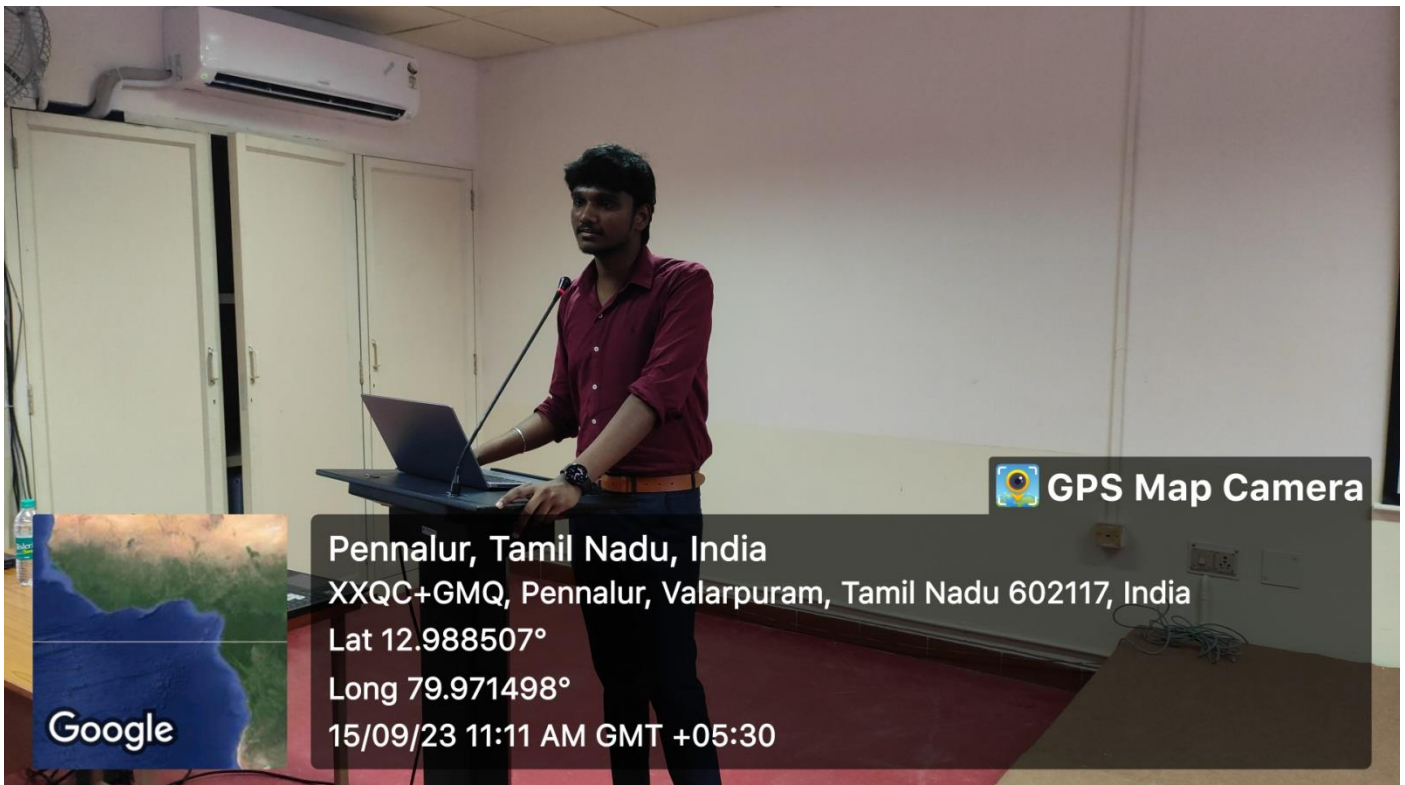 GPS Map Camera
Pennalur, Tamil Nadu, India
XXQC+GMQ, Pennalur, Valarpuram, Tamil Nadu 602117, India
Lat 12.988507°
Long 79.971498°
15/09/23 11:11 AM GMT +05:30
Google